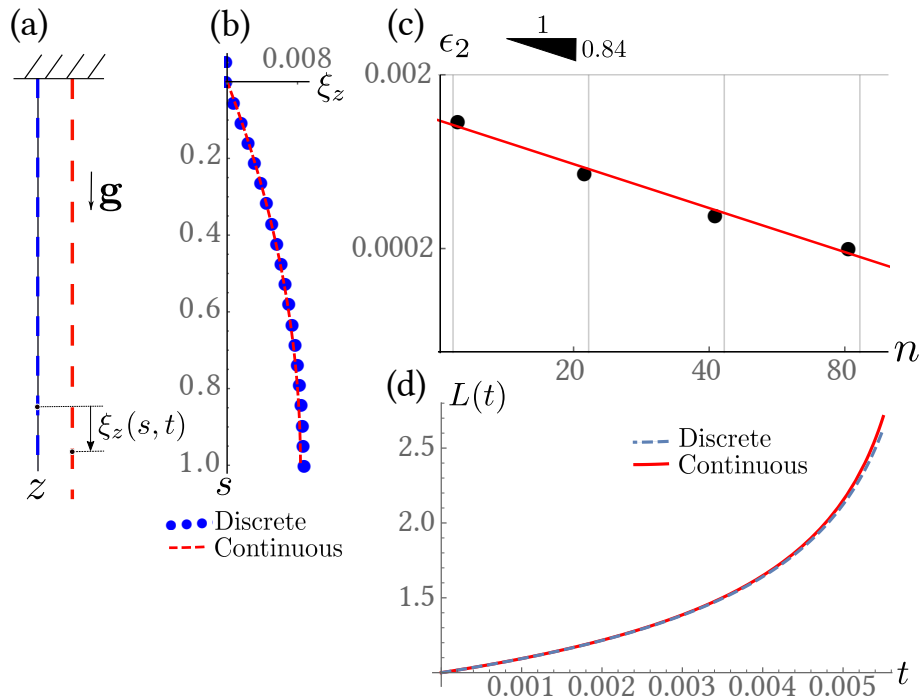 (a)
g
ξz(s, t)
z
(b)
0.008
ξz
0.2
0.4
0.6
0.8
1.0
s
Discrete
Continuous
(c)
ϵ2
1
0.84
0.002
0.0002
20
40
80
n
(d)
L(t)
2.5
2.0
1.5
Discrete
Continuous
0.001
0.002
0.003
0.004
0.005
t